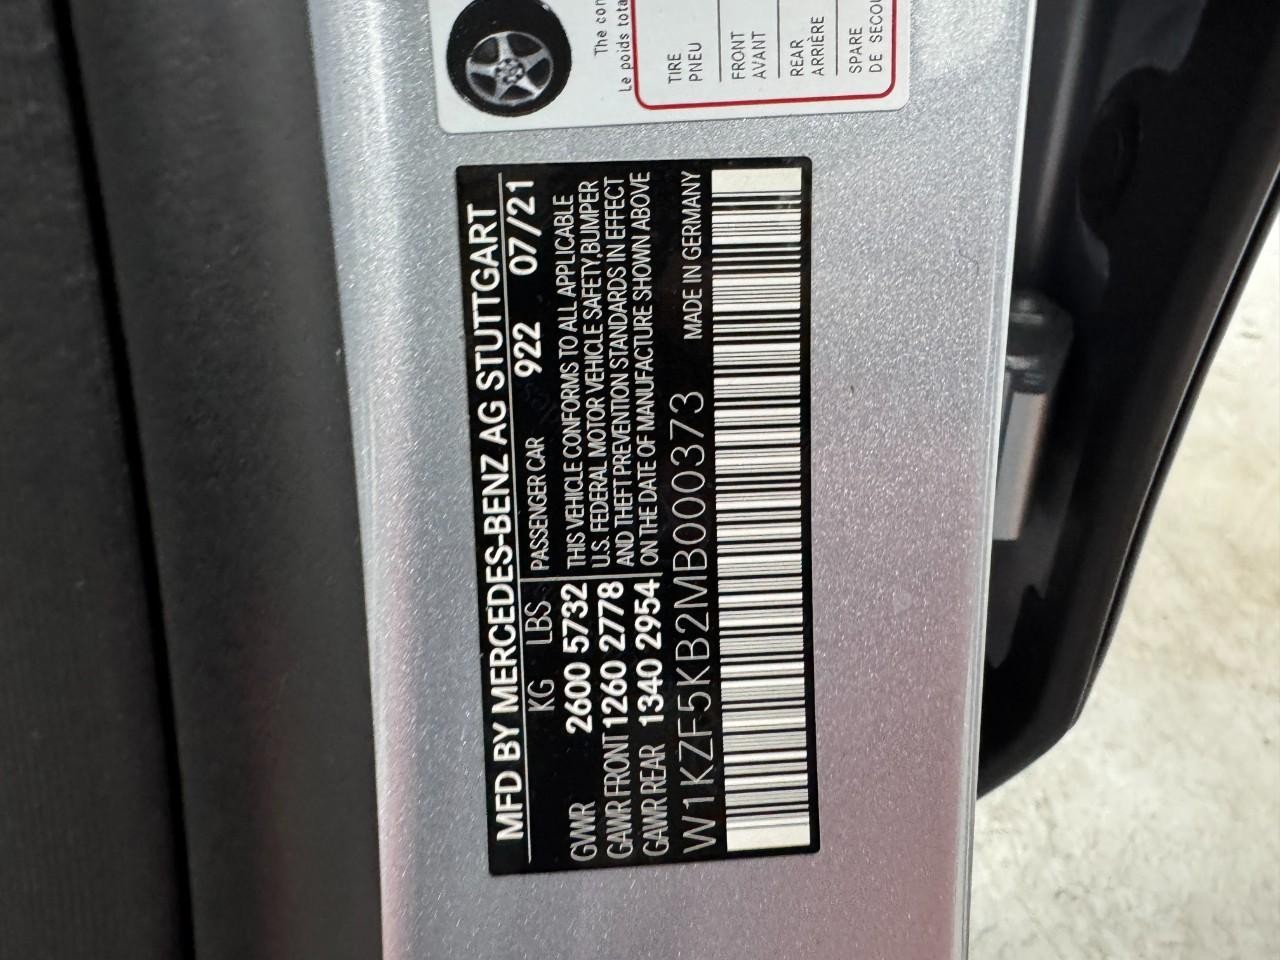 MFD BY MERCEDES-BENZ AG STUTTGART
KG LBS PASSENGER CAR 922 07/21
GVWR 2600 5732
GAWR FRONT 1260 2778
GAWR REAR 1340 2954
THIS VEHICLE CONFORMS TO ALL APPLICABLE
U.S. FEDERAL MOTOR VEHICLE SAFETY, BUMPER
AND THEFT PREVENTION STANDARDS IN EFFECT
ON THE DATE OF MANUFACTURE SHOWN ABOVE
W1KZF5KB2MB000373 MADE IN GERMANY
The
Le poids
TIRE
PNEU
FRONT
AVANT
REAR
ARRIÈRE
SPARE
DE